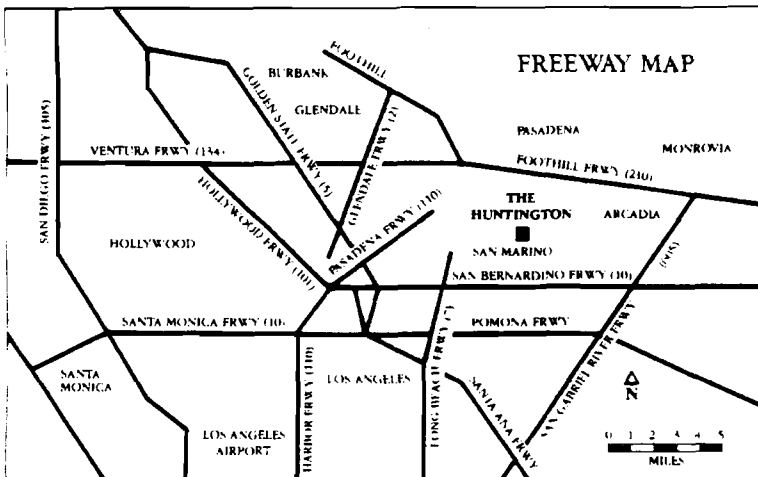 FOOTHILL
FREEWAY MAP
BURBANK
GLENDALE
GOLDEN STATE FRWY (5)
GLENDALE FRWY (2)
PASADENA
MONROVIA
SAN DIEGO FRWY (405)
VENTURA FRWY (134)
FOOTHILL FRWY (210)
HOLLYWOOD FRWY (101)
PASADENA FRWY (110)
THE
HUNTINGTON
ARCADIA
HOLLYWOOD
SAN MARINO
(605)
SAN BERNARDINO FRWY (10)
SANTA MONICA FRWY (10)
POMONA FRWY
LONG BEACH FRWY (7)
SAN GABRIEL RIVER FRWY
SANTA
MONICA
HARBOR FRWY (110)
LOS ANGELES
SANTA ANA FRWY
N
LOS ANGELES
AIRPORT
0 1 2 3 4 5
MILES